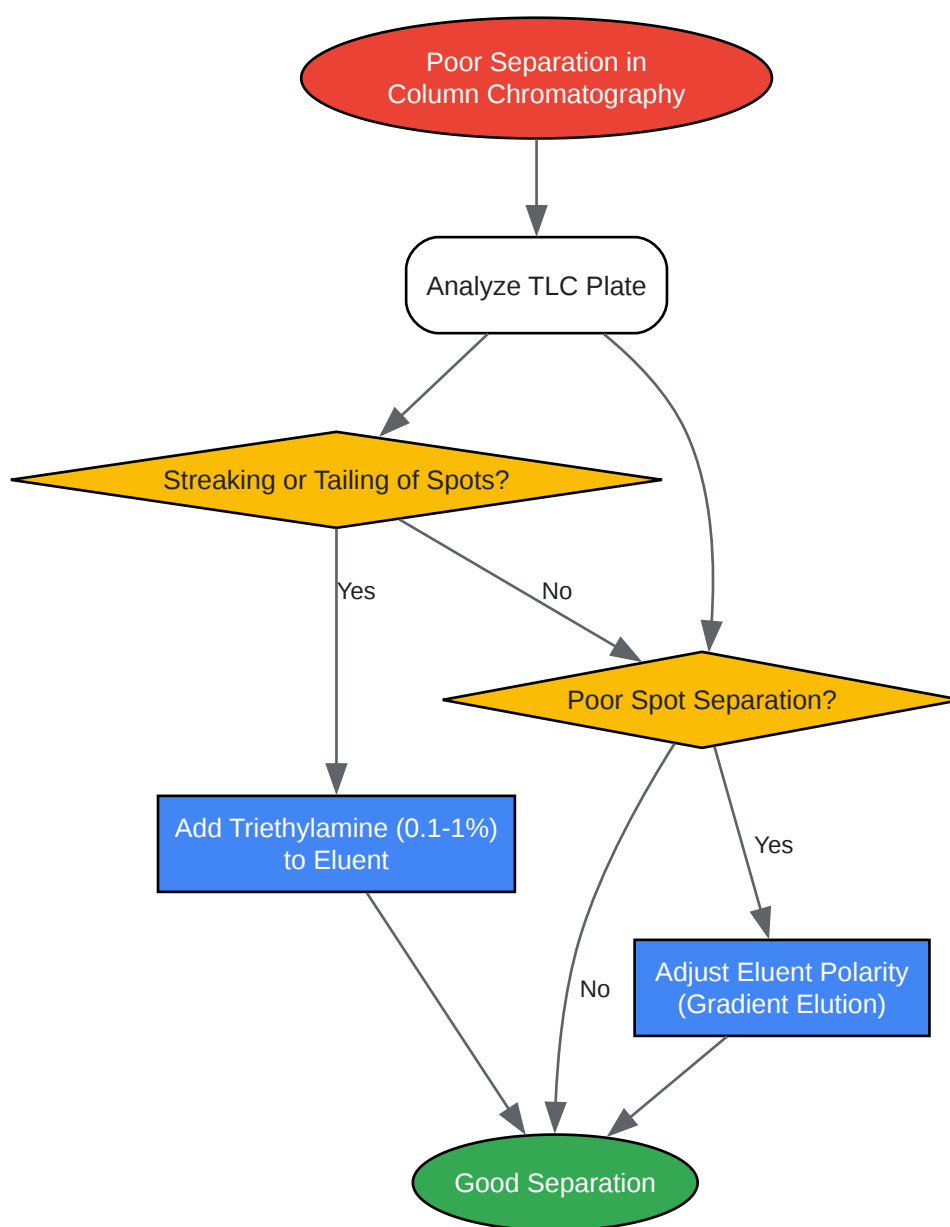 Poor Separation in
Column Chromatography
Analyze TLC Plate
Streaking or Tailing of Spots?
Yes
No
Poor Spot Separation?
Add Triethylamine (0.1-1%)
to Eluent
Yes
Adjust Eluent Polarity
(Gradient Elution)
No
Good Separation